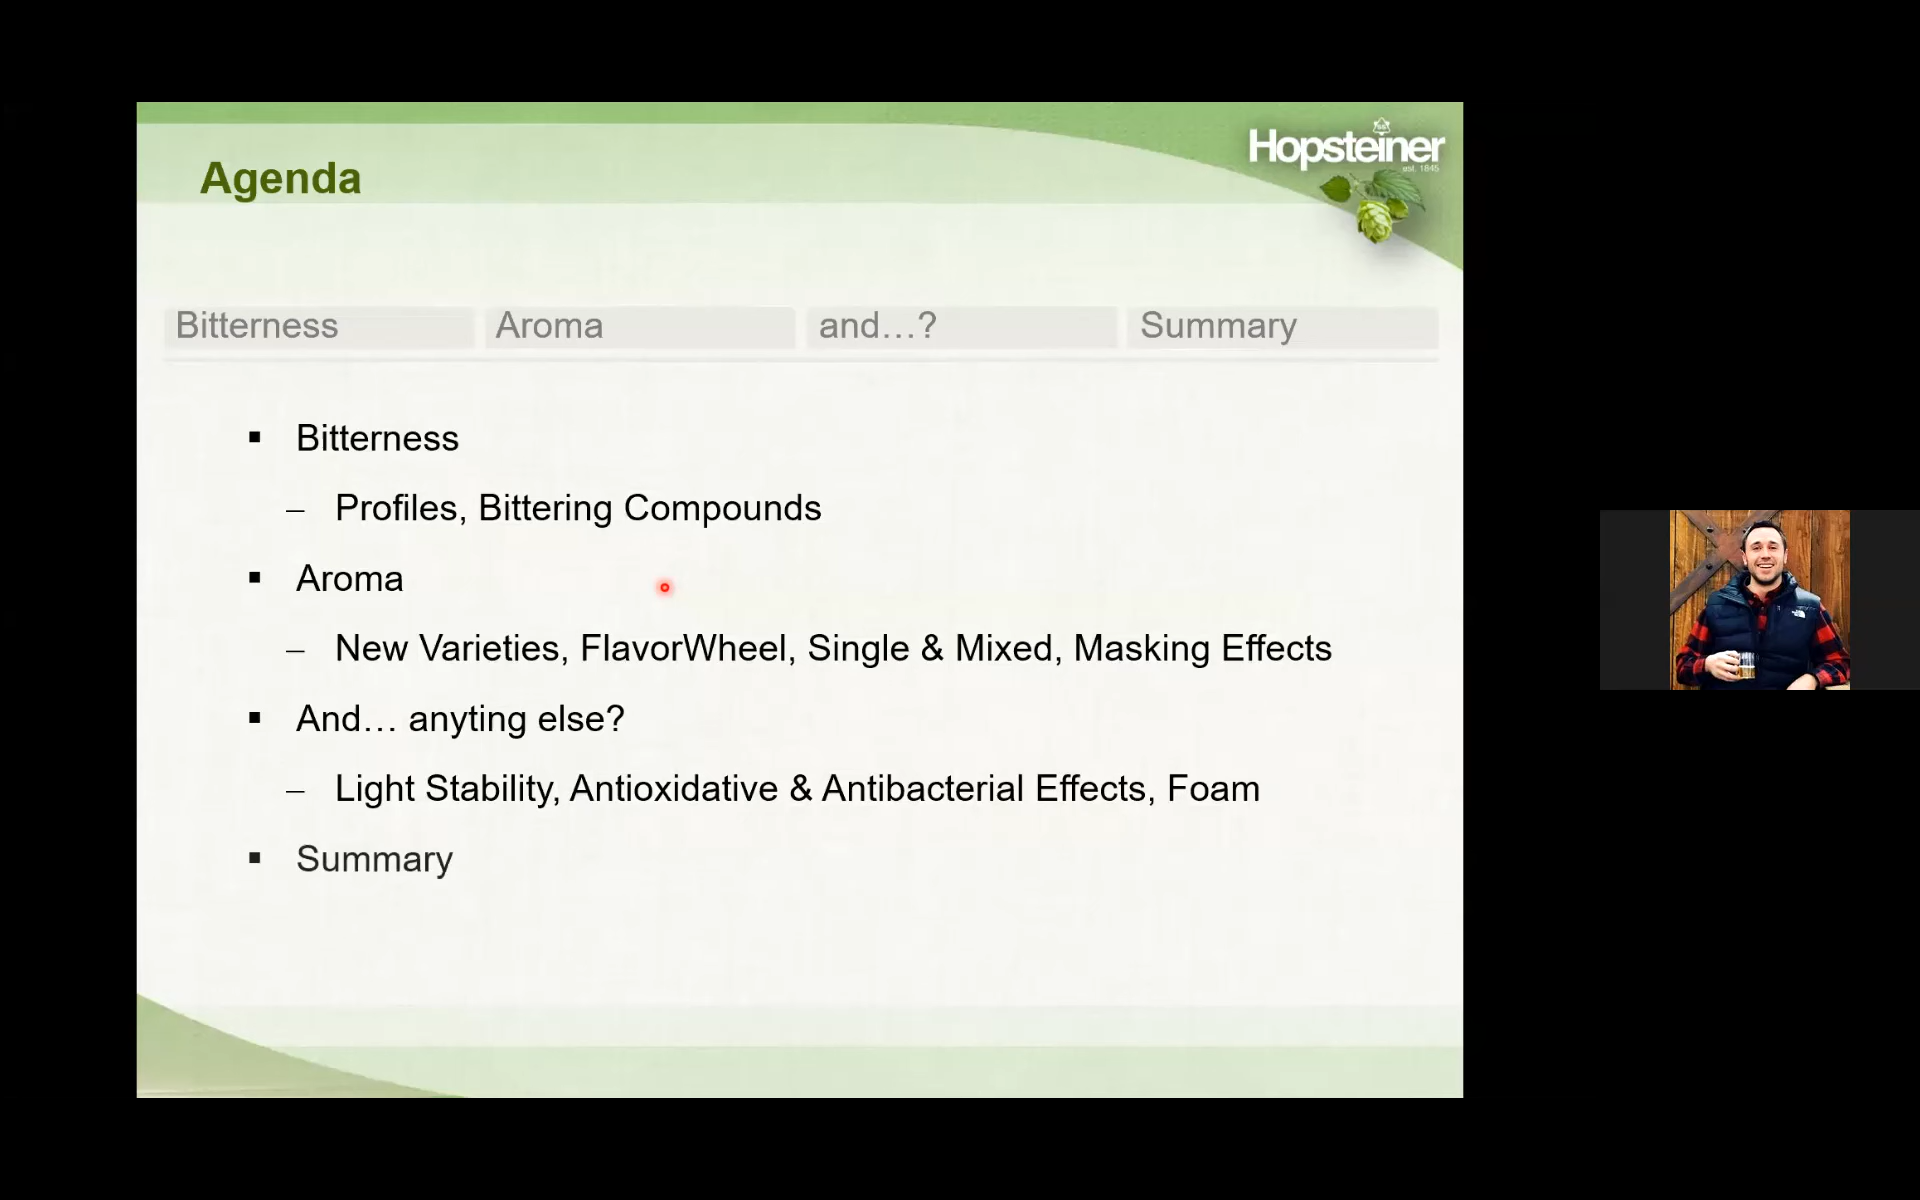 Hopsteiner
est. 1845
Agenda
Bitterness
Aroma
and...?
Summary
▪ Bitterness
– Profiles, Bittering Compounds
▪ Aroma
– New Varieties, FlavorWheel, Single & Mixed, Masking Effects
▪ And... anyting else?
– Light Stability, Antioxidative & Antibacterial Effects, Foam
▪ Summary